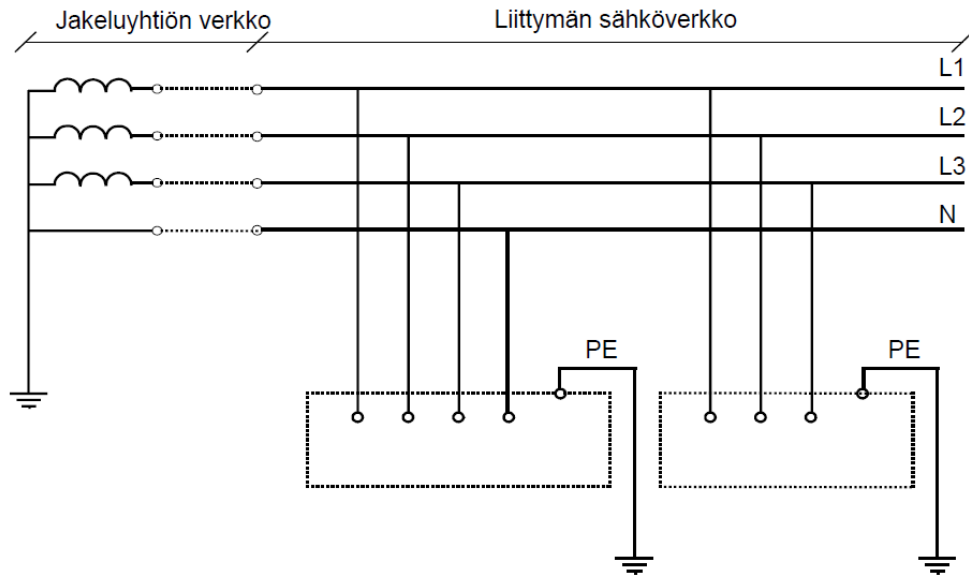 Jakeluyhtiön verkko
Liittymän sähköverkko
L1
L2
L3
N
PE
PE